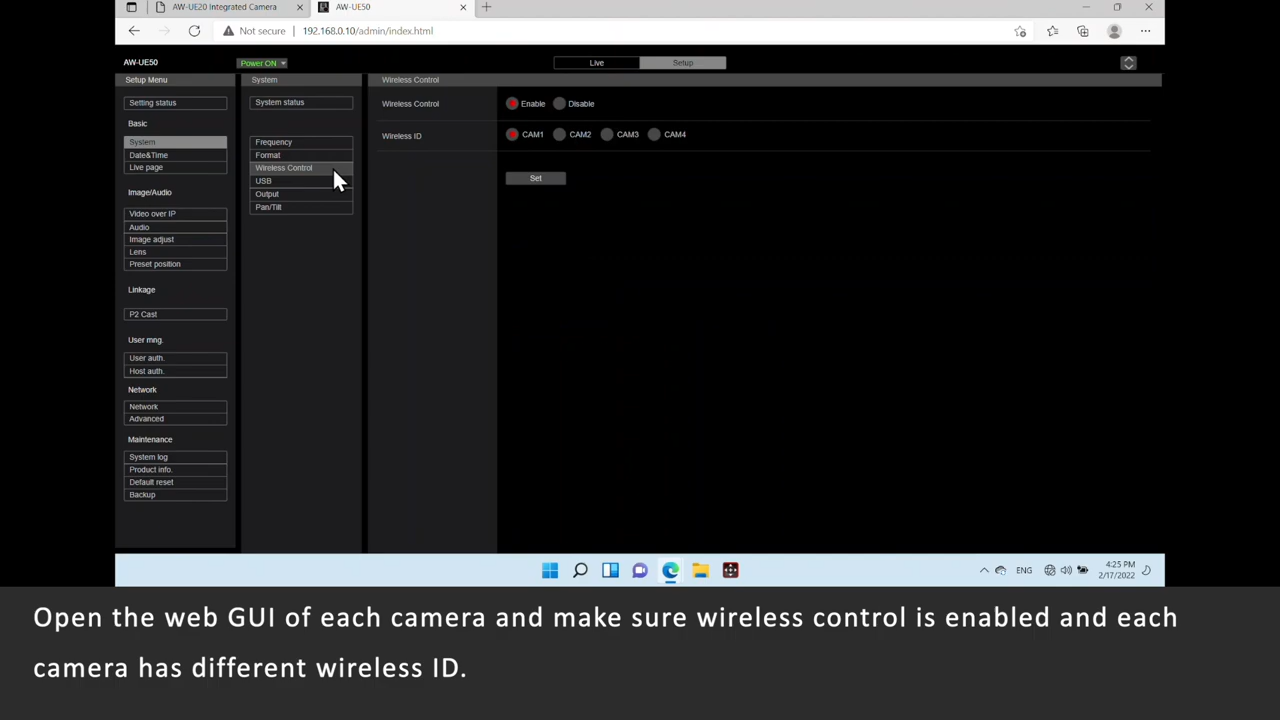 AW-UE20 Integrated Camera
AW-UE50
Not secure
192.168.0.10/admin/index.html
AW-UE50
Power ON
Live
Setup
Setup Menu
System
Wireless Control
Setting status
System status
Wireless Control
Enable
Disable
Basic
Wireless ID
CAM1
CAM2
CAM3
CAM4
System
Date&Time
Live page
Frequency
Format
Wireless Control
USB
Output
Pan/Tilt
Set
Image/Audio
Video over IP
Audio
Image adjust
Lens
Preset position
Linkage
P2 Cast
User mng.
User auth.
Host auth.
Network
Network
Advanced
Maintenance
System log
Product info.
Default reset
Backup
ENG
4:25 PM
2/17/2022
Open the web GUI of each camera and make sure wireless control is enabled and each
camera has different wireless ID.